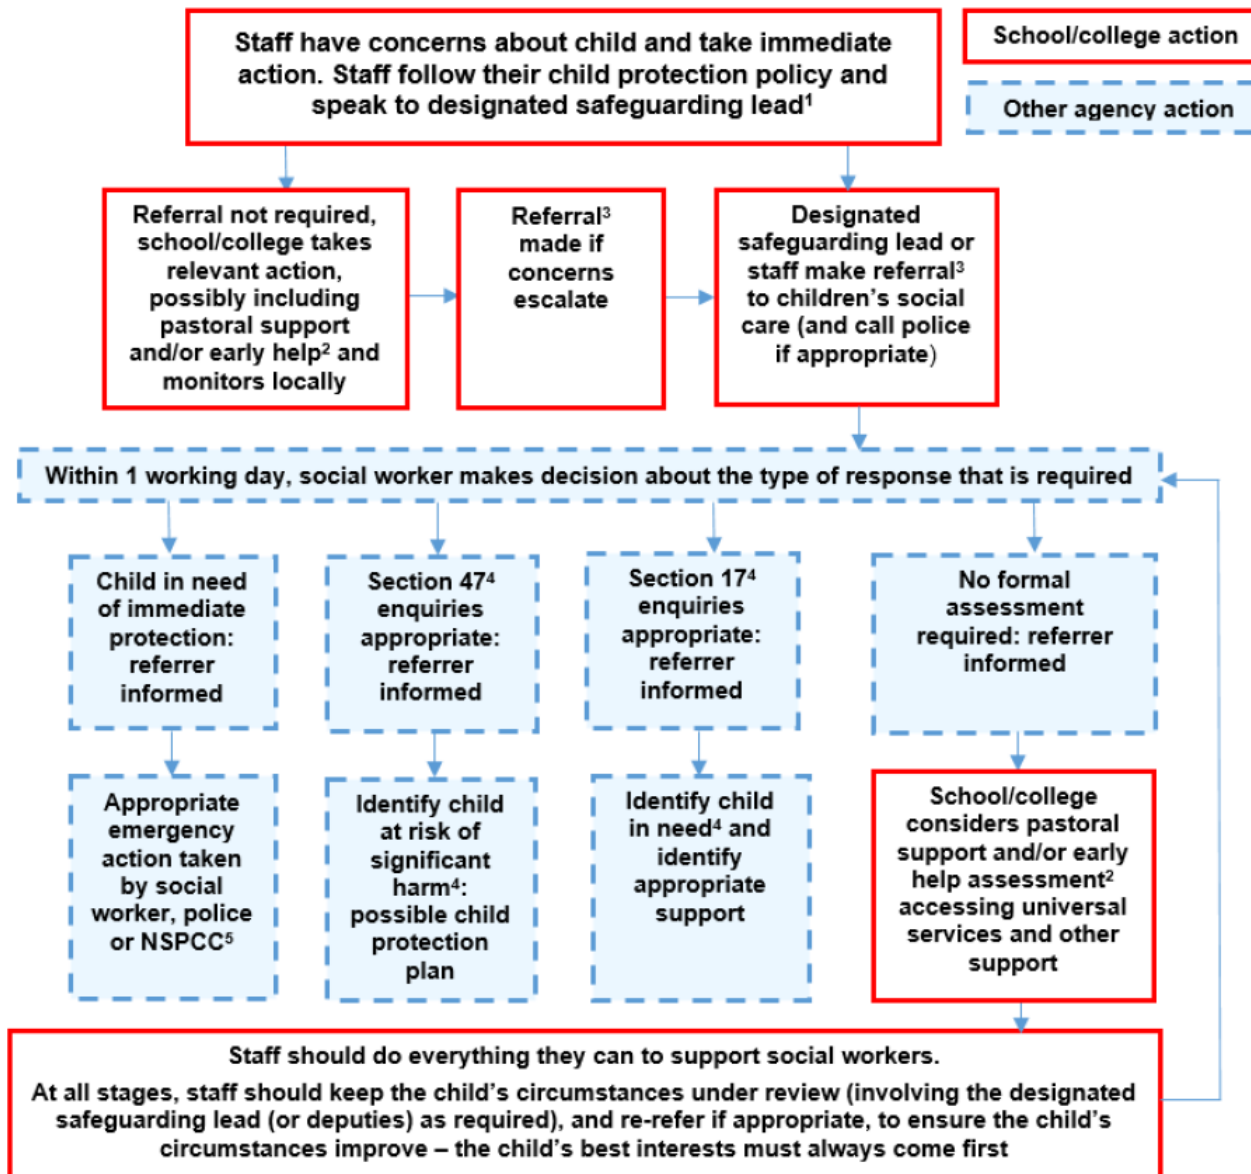 Staff have concerns about child and take immediate
action. Staff follow their child protection policy and
speak to designated safeguarding lead¹
School/college action
Other agency action
Referral not required,
school/college takes
relevant action,
possibly including
pastoral support
and/or early help² and
monitors locally
Referral³
made if
concerns
escalate
Designated
safeguarding lead or
staff make referral³
to children’s social
care (and call police
if appropriate)
Within 1 working day, social worker makes decision about the type of response that is required
Child in need
of immediate
protection:
referrer
informed
Section 47⁴
enquiries
appropriate:
referrer
informed
Section 17⁴
enquiries
appropriate:
referrer
informed
No formal
assessment
required: referrer
informed
Appropriate
emergency
action taken
by social
worker, police
or NSPCC⁵
Identify child
at risk of
significant
harm⁴:
possible child
protection
plan
Identify child
in need⁴ and
identify
appropriate
support
School/college
considers pastoral
support and/or early
help assessment²
accessing universal
services and other
support
Staff should do everything they can to support social workers.
At all stages, staff should keep the child’s circumstances under review (involving the designated
safeguarding lead (or deputies) as required), and re-refer if appropriate, to ensure the child’s
circumstances improve – the child’s best interests must always come first